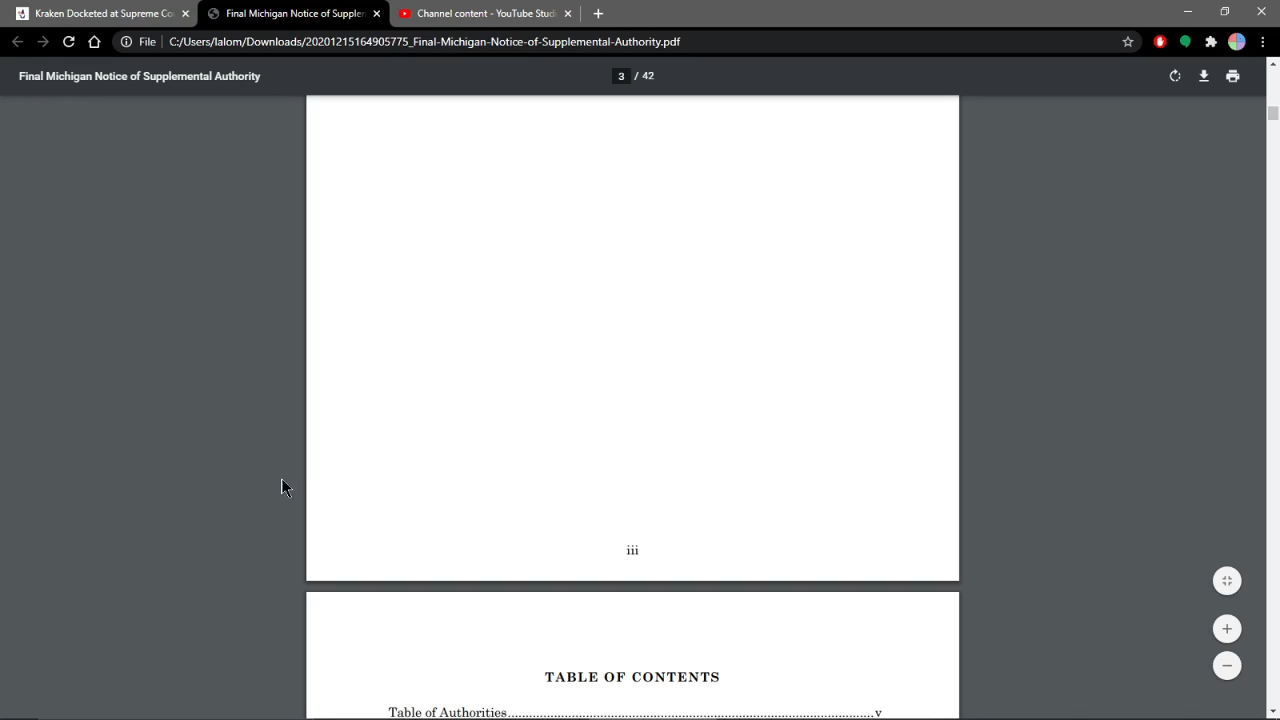 Kraken Docketed at Supreme Co
Final Michigan Notice of Supplem
Channel content - YouTube Studi
File
C:/Users/lalom/Downloads/20201215164905775_Final-Michigan-Notice-of-Supplemental-Authority.pdf
Final Michigan Notice of Supplemental Authority
3 / 42
iii
TABLE OF CONTENTS
Table of Authorities..........v